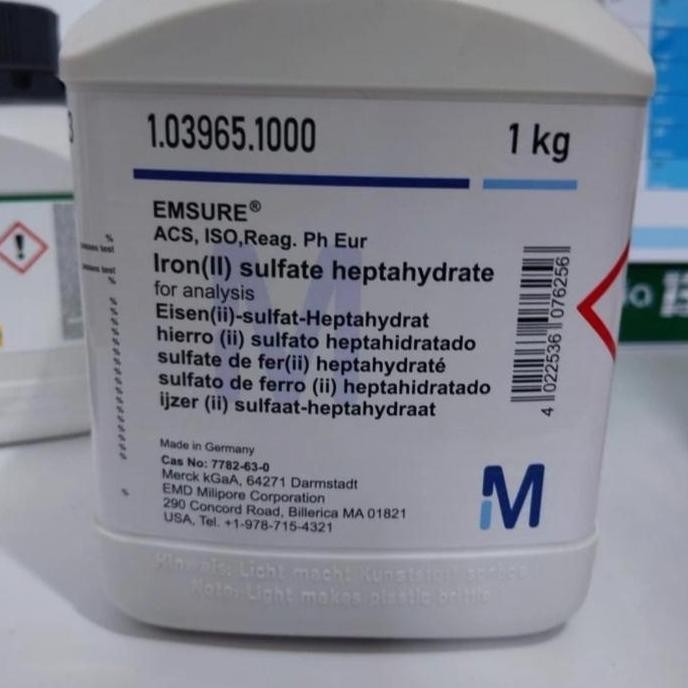 1.03965.1000
1 kg
EMSURE®
ACS, ISO,Reag. Ph Eur
Iron(II) sulfate heptahydrate
for analysis
Eisen(ii)-sulfat-Heptahydrat
hierro (ii) sulfato heptahidratado
sulfate de fer(ii) heptahydraté
sulfato de ferro (ii) heptahidratado
ijzer (ii) sulfaat-heptahydraat
4 022536 076256
Made in Germany
Cas No: 7782-63-0
Merck KGaA, 64271 Darmstadt
EMD Milipore Corporation
290 Concord Road, Billerica MA 01821
USA, Tel. +1-978-715-4321
M
Hinweis: Licht macht Kunststoff spröde
Note: Light makes plastic brittle